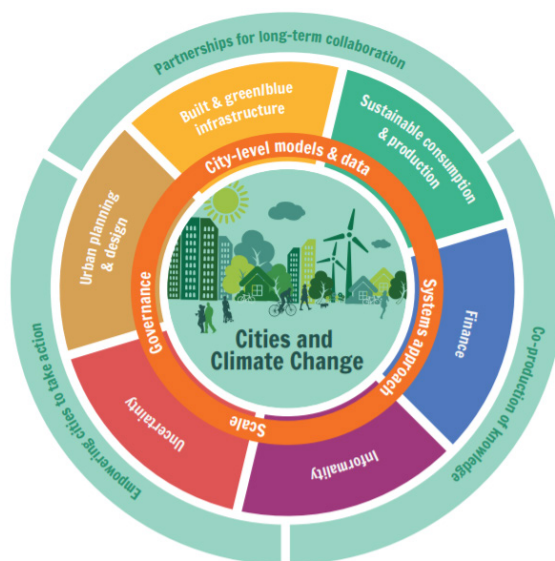 Partnerships for long-term collaboration
Built & green/blue
infrastructure
Sustainable consumption
& production
City-level models & data
Urban planning
& design
Governance
Cities and
Climate Change
Systems approach
Finance
Scale
Uncertainty
Informality
Empowering cities to take action
Co-production of knowledge